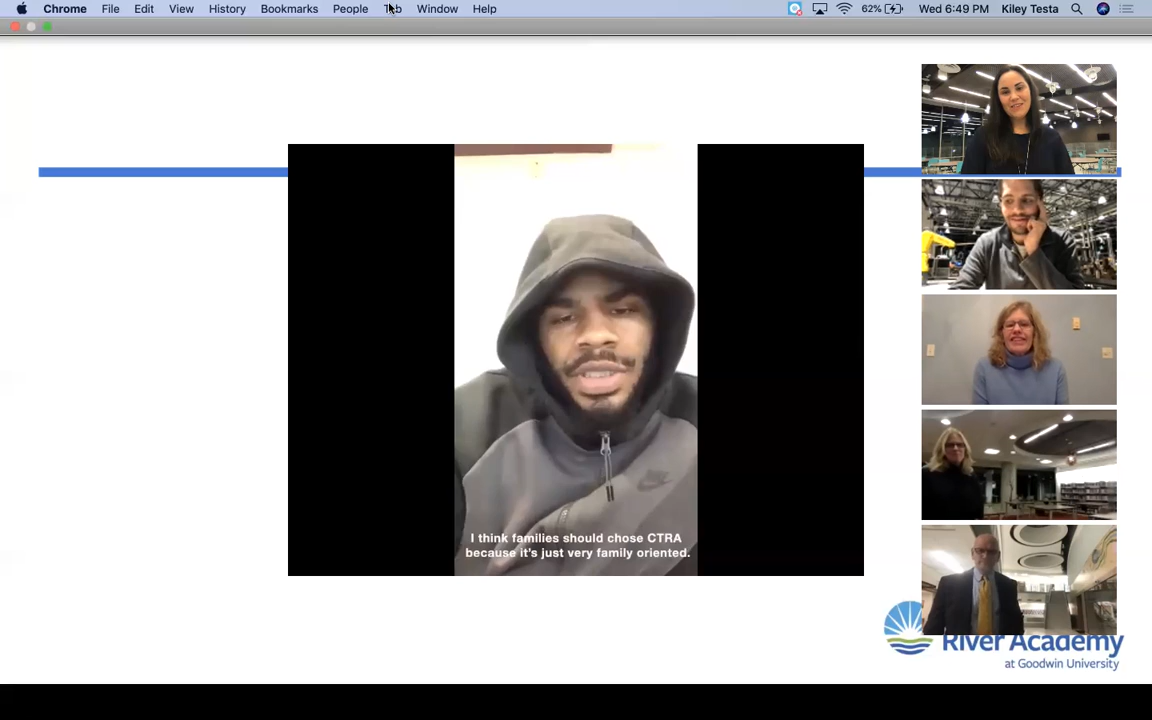 Chrome File Edit View History Bookmarks People Tab Window Help 62% Wed 6:49 PM Kiley Testa
I think families should chose CTRA
because it's just very family oriented.
River Academy
at Goodwin University